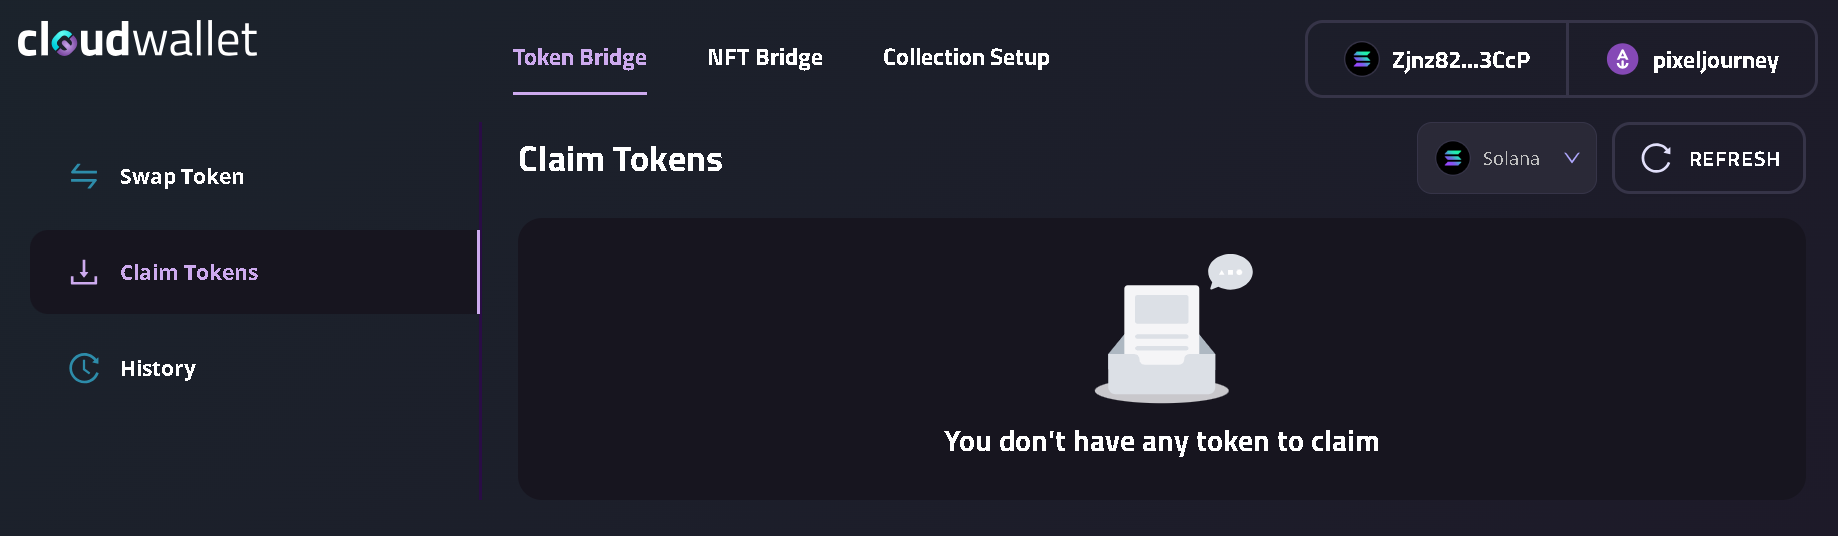 cloudwallet
Token Bridge
NFT Bridge
Collection Setup
Zjnz82...3CcP
pixeljourney
Swap Token
Claim Tokens
History
Claim Tokens
Solana
REFRESH
You don't have any token to claim